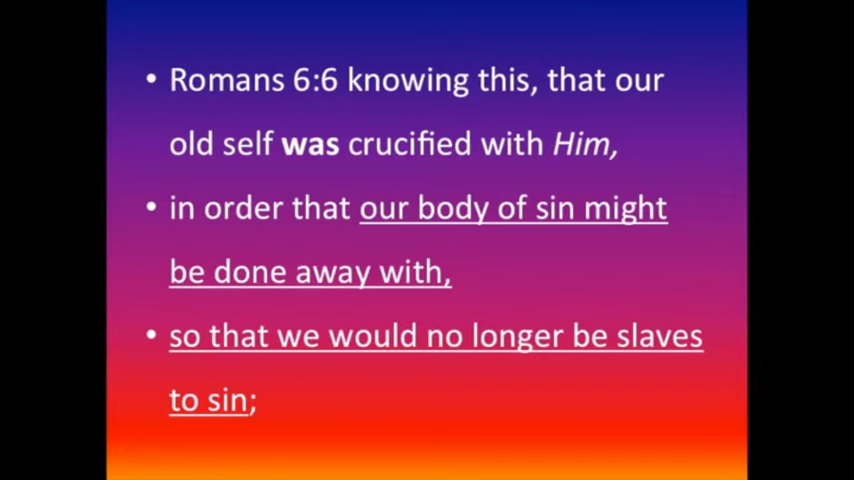 • Romans 6:6 knowing this, that our
old self was crucified with Him,
• in order that our body of sin might
be done away with,
• so that we would no longer be slaves
to sin;